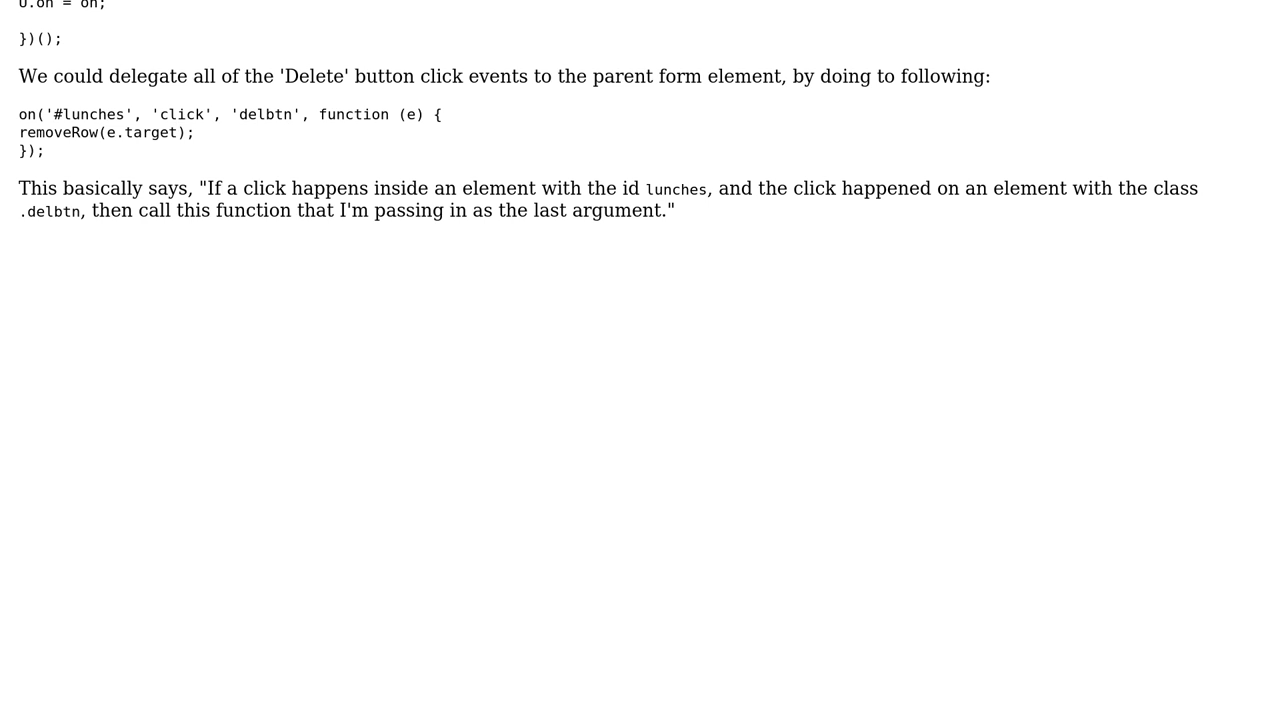 U.on = on;
})();
We could delegate all of the 'Delete' button click events to the parent form element, by doing to following:
on('#lunches', 'click', 'delbtn', function (e) {
removeRow(e.target);
});
This basically says, "If a click happens inside an element with the id lunches, and the click happened on an element with the class
.delbtn, then call this function that I'm passing in as the last argument."